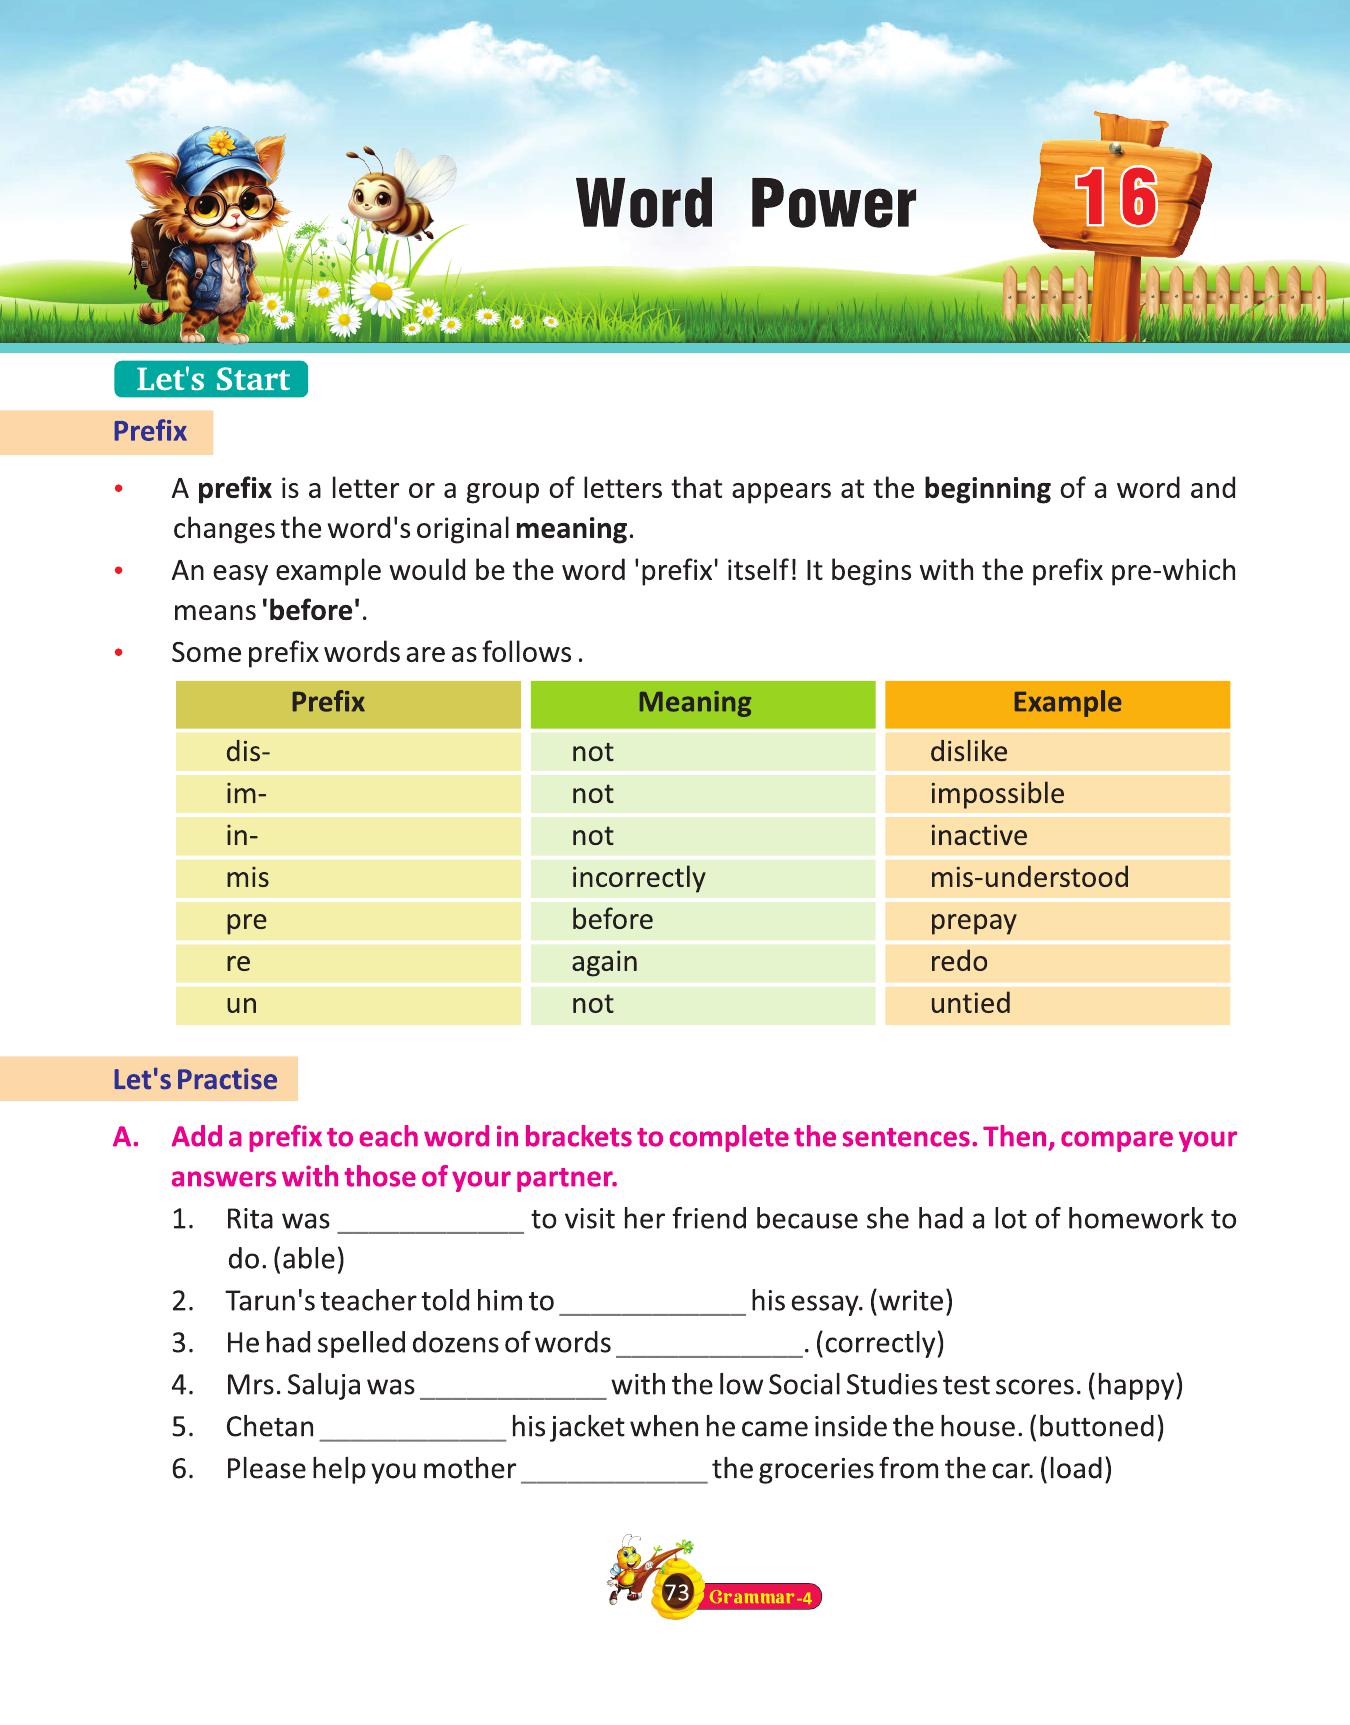 Word Power
16
Let's Start
Prefix
• A prefix is a letter or a group of letters that appears at the beginning of a word and
changes the word's original meaning.
• An easy example would be the word 'prefix' itself! It begins with the prefix pre-which
means 'before'.
• Some prefix words are as follows .
Prefix Meaning Example
dis- not dislike
im- not impossible
in- not inactive
mis incorrectly mis-understood
pre before prepay
re again redo
un not untied
Let's Practise
A. Add a prefix to each word in brackets to complete the sentences. Then, compare your
answers with those of your partner.
1. Rita was ____________ to visit her friend because she had a lot of homework to
do. (able)
2. Tarun's teacher told him to ____________ his essay. (write)
3. He had spelled dozens of words ____________. (correctly)
4. Mrs. Saluja was ____________ with the low Social Studies test scores. (happy)
5. Chetan ____________ his jacket when he came inside the house. (buttoned)
6. Please help you mother ____________ the groceries from the car. (load)
73 Grammar-4